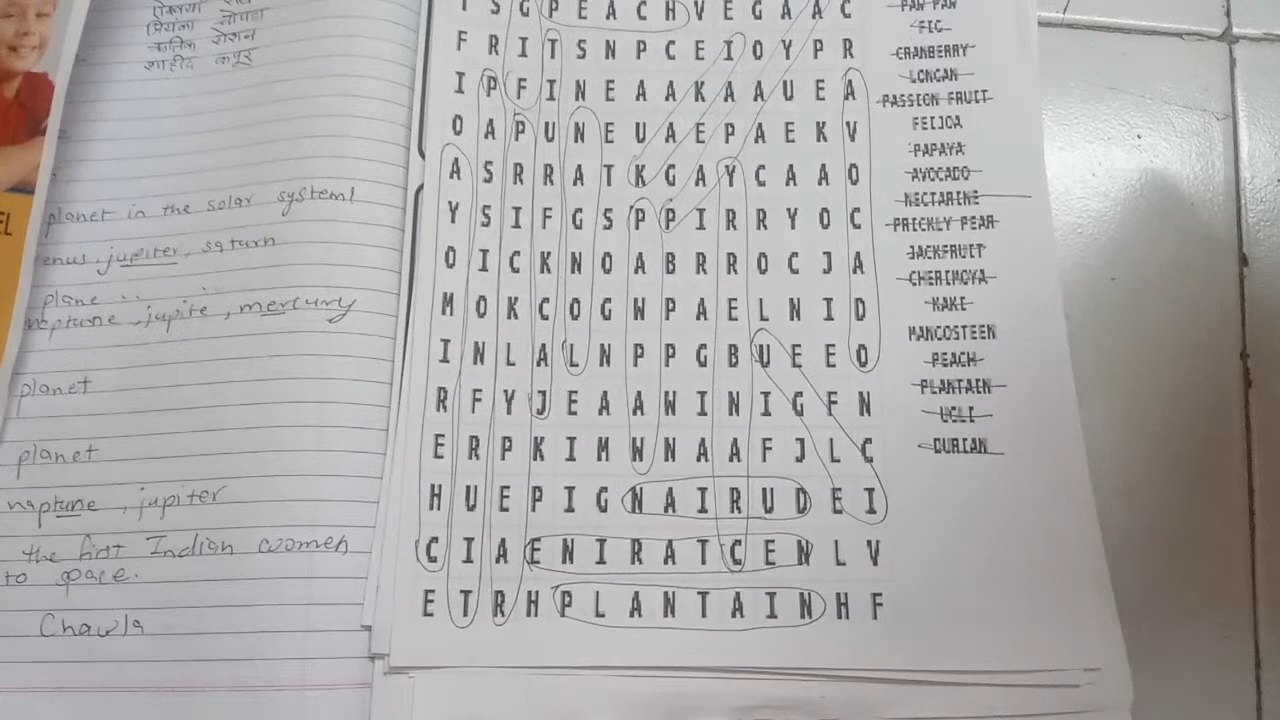 प्रियंका चोपडा
शाहीद कपूर
EL
planet in the solar system!
enus, jupiter, saturn
plane
neptune, jupite, mercury
planet
planet
neptune, jupiter
the first Indian women
to space.
Chawla
T S G P E A C H V E G A A C
F R I T S N P C E I O Y P R
I P F I N E A A K A A U E A
O A P U N E U A E P A E K V
A S R R A T K G A Y C A A O
Y S I F G S P P I R R Y O C
O I C K N O A B R R O C J A
M O K C O G W P A E L N I D
I N L A L N P P G B U E E O
R F Y J E A A W I N I G F N
E R P K I M W N A A F J L C
H U E P I G N A I R U D E I
C I A E N I R A T C E N L V
E T R H P L A N T A I N H F
PAW PAW
FIG
CRANBERRY
LONGAN
PASSION FRUIT
FEIJOA
PAPAYA
AVOCADO
NECTARINE
PRICKLY PEAR
JACKFRUIT
CHERIMOYA
KAKE
MANGOSTEEN
PEACH
PLANTAIN
UGLI
DURIAN